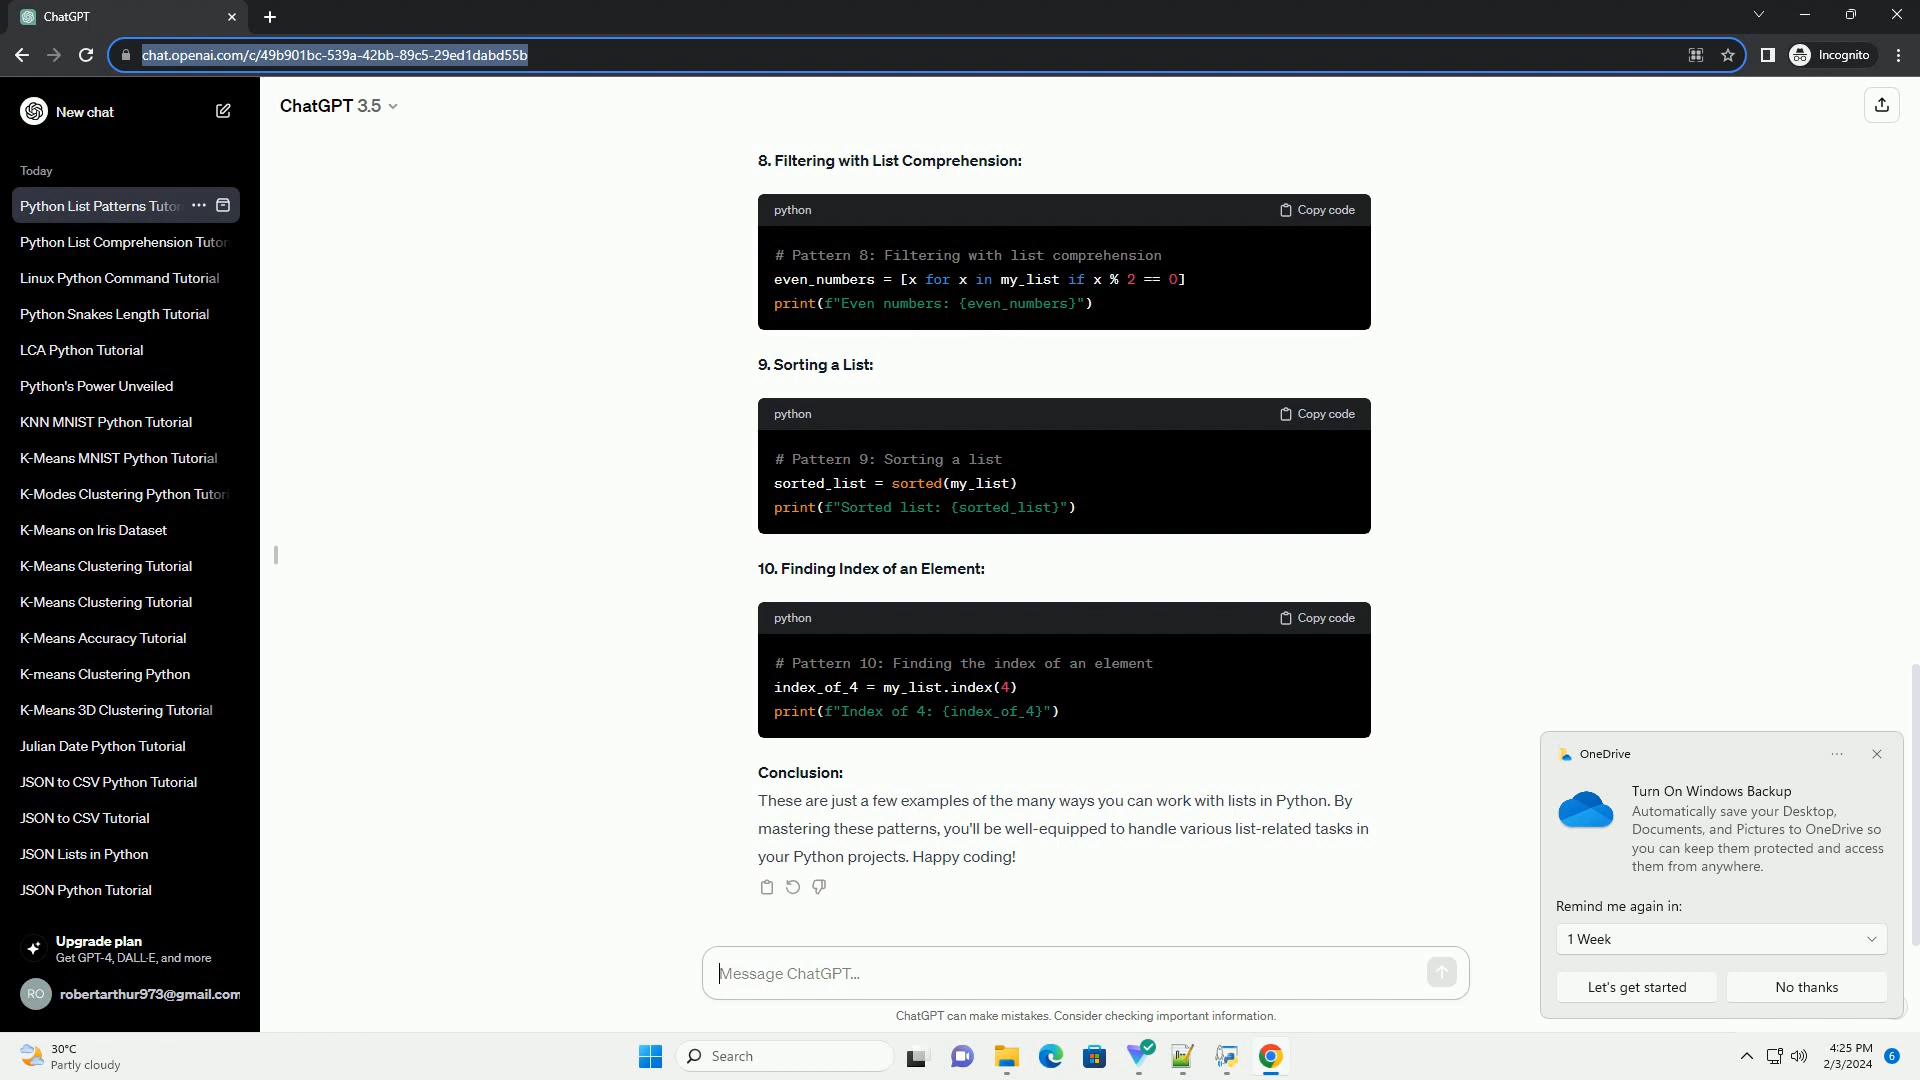 ChatGPT
chat.openai.com/c/49b901bc-539a-42bb-89c5-29ed1dabd55b
Incognito
New chat
Today
Python List Patterns Tutor
Python List Comprehension Tutor
Linux Python Command Tutorial
Python Snakes Length Tutorial
LCA Python Tutorial
Python's Power Unveiled
KNN MNIST Python Tutorial
K-Means MNIST Python Tutorial
K-Modes Clustering Python Tutori
K-Means on Iris Dataset
K-Means Clustering Tutorial
K-Means Clustering Tutorial
K-Means Accuracy Tutorial
K-means Clustering Python
K-Means 3D Clustering Tutorial
Julian Date Python Tutorial
JSON to CSV Python Tutorial
JSON to CSV Tutorial
JSON Lists in Python
JSON Python Tutorial
Upgrade plan
Get GPT-4, DALL·E, and more
RO robertarthur973@gmail.com
ChatGPT 3.5
8. Filtering with List Comprehension:
python Copy code
# Pattern 8: Filtering with list comprehension
even_numbers = [x for x in my_list if x % 2 == 0]
print(f"Even numbers: {even_numbers}")
9. Sorting a List:
python Copy code
# Pattern 9: Sorting a list
sorted_list = sorted(my_list)
print(f"Sorted list: {sorted_list}")
10. Finding Index of an Element:
python Copy code
# Pattern 10: Finding the index of an element
index_of_4 = my_list.index(4)
print(f"Index of 4: {index_of_4}")
Conclusion:
These are just a few examples of the many ways you can work with lists in Python. By
mastering these patterns, you'll be well-equipped to handle various list-related tasks in
your Python projects. Happy coding!
Message ChatGPT...
ChatGPT can make mistakes. Consider checking important information.
OneDrive
Turn On Windows Backup
Automatically save your Desktop,
Documents, and Pictures to OneDrive so
you can keep them protected and access
them from anywhere.
Remind me again in:
1 Week
Let's get started
No thanks
30°C
Partly cloudy
Search
4:25 PM
2/3/2024
6